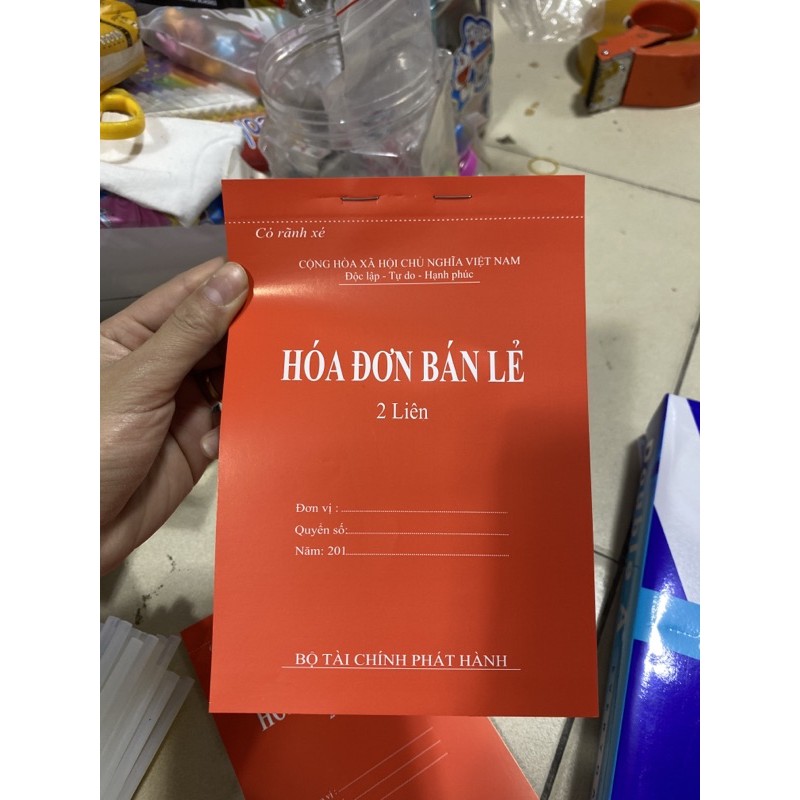 Có rãnh xé
CỘNG HÒA XÃ HỘI CHỦ NGHĨA VIỆT NAM
Độc lập - Tự do - Hạnh phúc
HÓA ĐƠN BÁN LẺ
2 Liên
Đơn vị :
Quyển số:
Năm: 201
BỘ TÀI CHÍNH PHÁT HÀNH